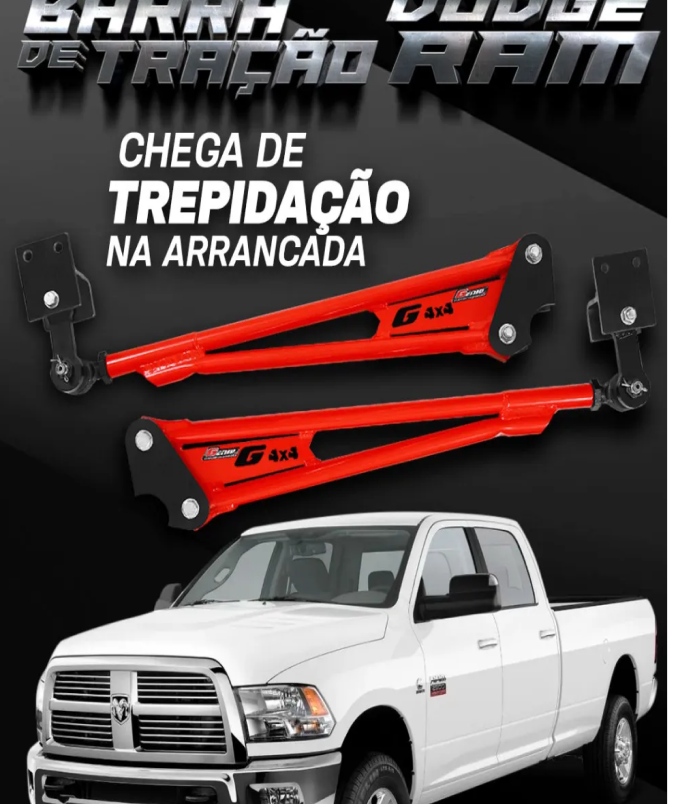 BARRA
DE TRAÇÃO
DODGE
RAM
CHEGA DE
TREPIDAÇÃO
NA ARRANCADA
G 4x4
G 4x4